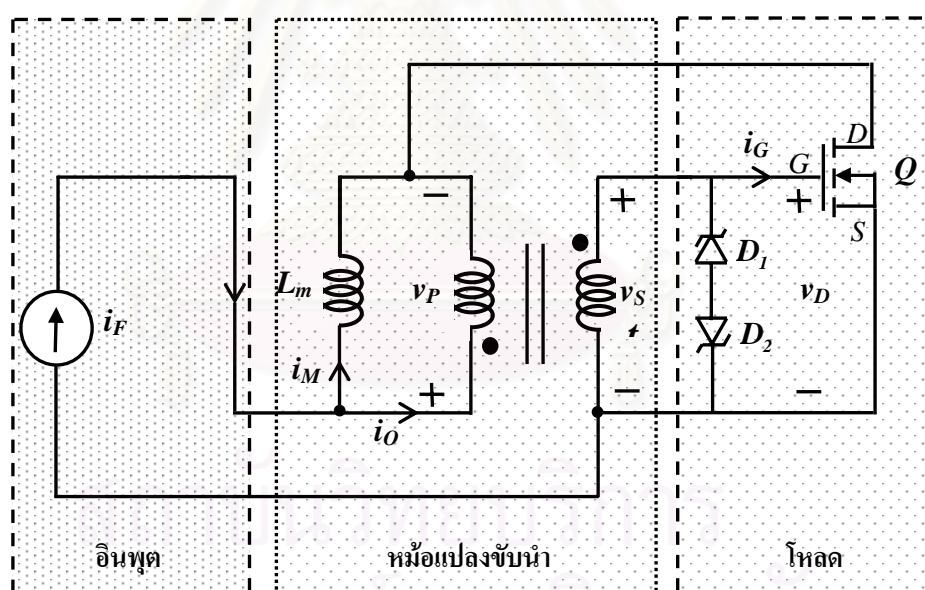 i_G
D
G
Q
S
D_1
D_2
v_D
i_F
L_m
v_P
v_S
i_M
i_O
อินพุต
หม้อแปลงขับนำ
โหลด